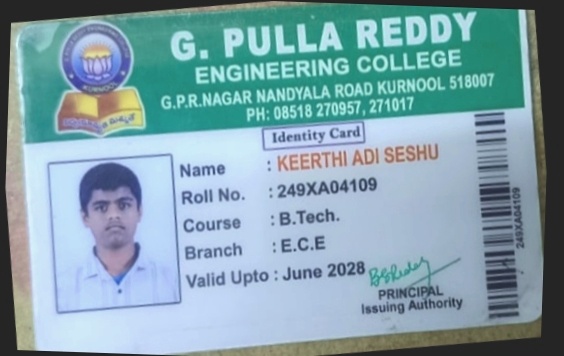 G. PULLA REDDY
ENGINEERING COLLEGE
G.P.R.NAGAR NANDYALA ROAD KURNOOL 518007
PH: 08518 270957, 271017
KURNOOL
Identity Card
Name : KEERTHI ADI SESHU
Roll No. : 249XA04109
Course : B.Tech.
Branch : E.C.E
Valid Upto : June 2028
PRINCIPAL
Issuing Authority
249XA04109